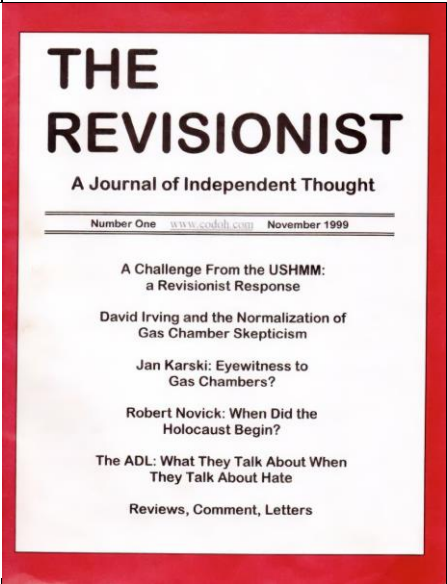 THE
REVISIONIST
A Journal of Independent Thought
Number One www.codoh.com November 1999
A Challenge From the USHMM:
a Revisionist Response
David Irving and the Normalization of
Gas Chamber Skepticism
Jan Karski: Eyewitness to
Gas Chambers?
Robert Novick: When Did the
Holocaust Begin?
The ADL: What They Talk About When
They Talk About Hate
Reviews, Comment, Letters